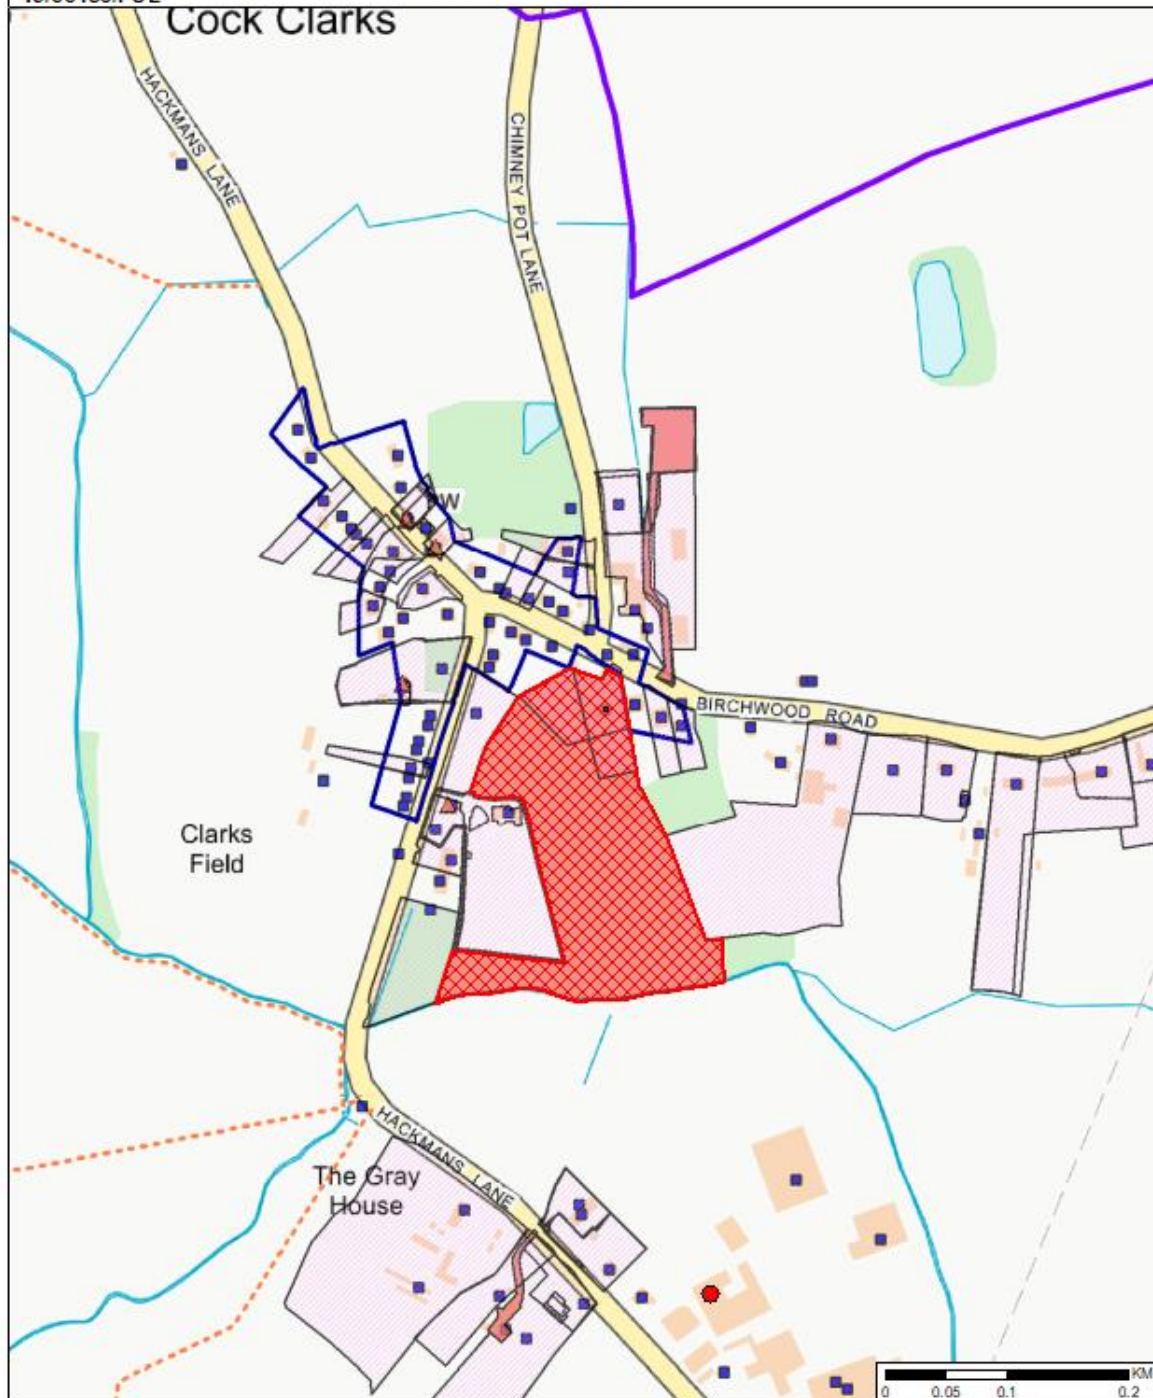 Cock Clarks
HACKMANS LANE
CHIMNEY POT LANE
W
BIRCHWOOD ROAD
Clarks
Field
HACKMANS LANE
The Gray
House
KM
0 0.05 0.1 0.2